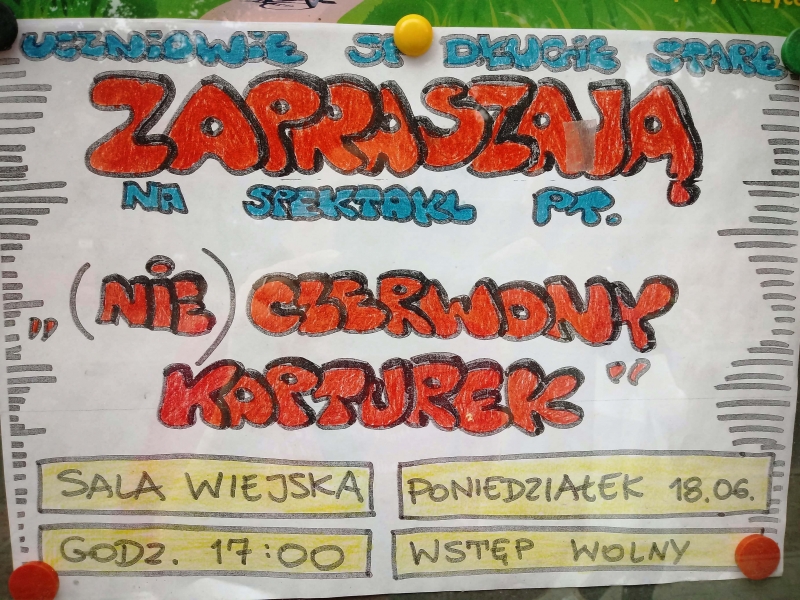 UCZNIOWIE SP DŁUGIE STARE
ZAPRASZAJĄ
NA SPEKTAKL PT.
„(NIE) CZERWONY
KAPTUREK”
SALA WIEJSKA
PONIEDZIAŁEK 18.06.
GODZ. 17:00
WSTĘP WOLNY